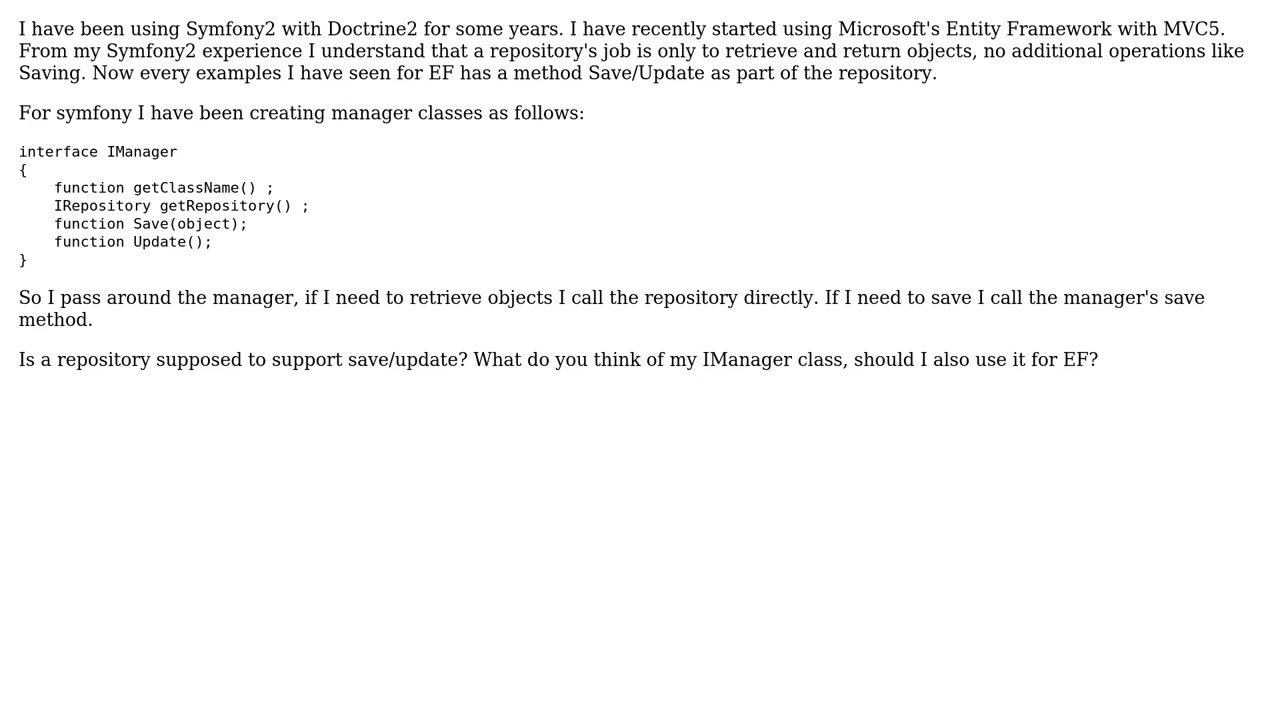 I have been using Symfony2 with Doctrine2 for some years. I have recently started using Microsoft's Entity Framework with MVC5.
From my Symfony2 experience I understand that a repository's job is only to retrieve and return objects, no additional operations like
Saving. Now every examples I have seen for EF has a method Save/Update as part of the repository.
For symfony I have been creating manager classes as follows:
interface IManager
{
    function getClassName() ;
    IRepository getRepository() ;
    function Save(object);
    function Update();
}
So I pass around the manager, if I need to retrieve objects I call the repository directly. If I need to save I call the manager's save
method.
Is a repository supposed to support save/update? What do you think of my IManager class, should I also use it for EF?